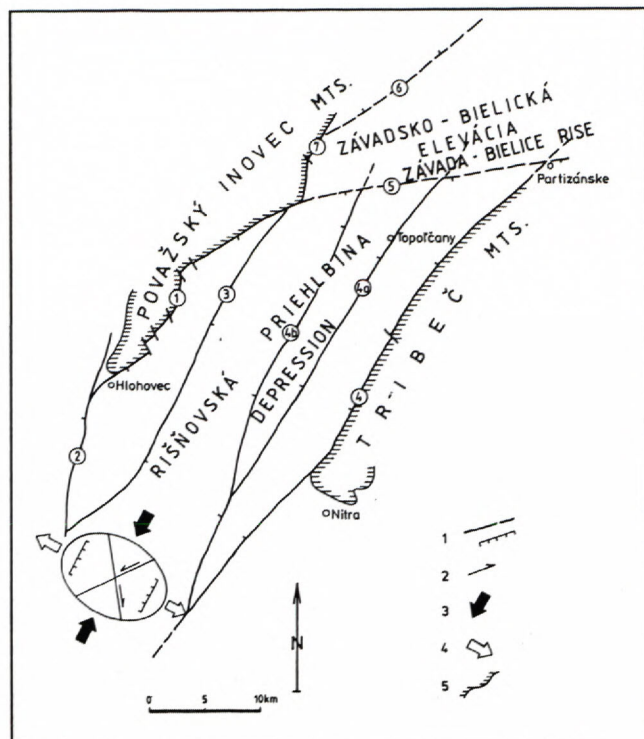 POVAŽSKÝ INOVEC MTS.
6
7
ZÁVADSKO - BIELICKÁ
ELEVÁCIA
ZÁVADA - BIELICE RISE
5
Partizánske
Topoľčany
1
3
4a
4b
RIŠŇOVSKÁ PRIEHLBINA
DEPRESSION
TRIBEČ MTS.
4
Hlohovec
2
Nitra
N
0 5 10km
1
2
3
4
5